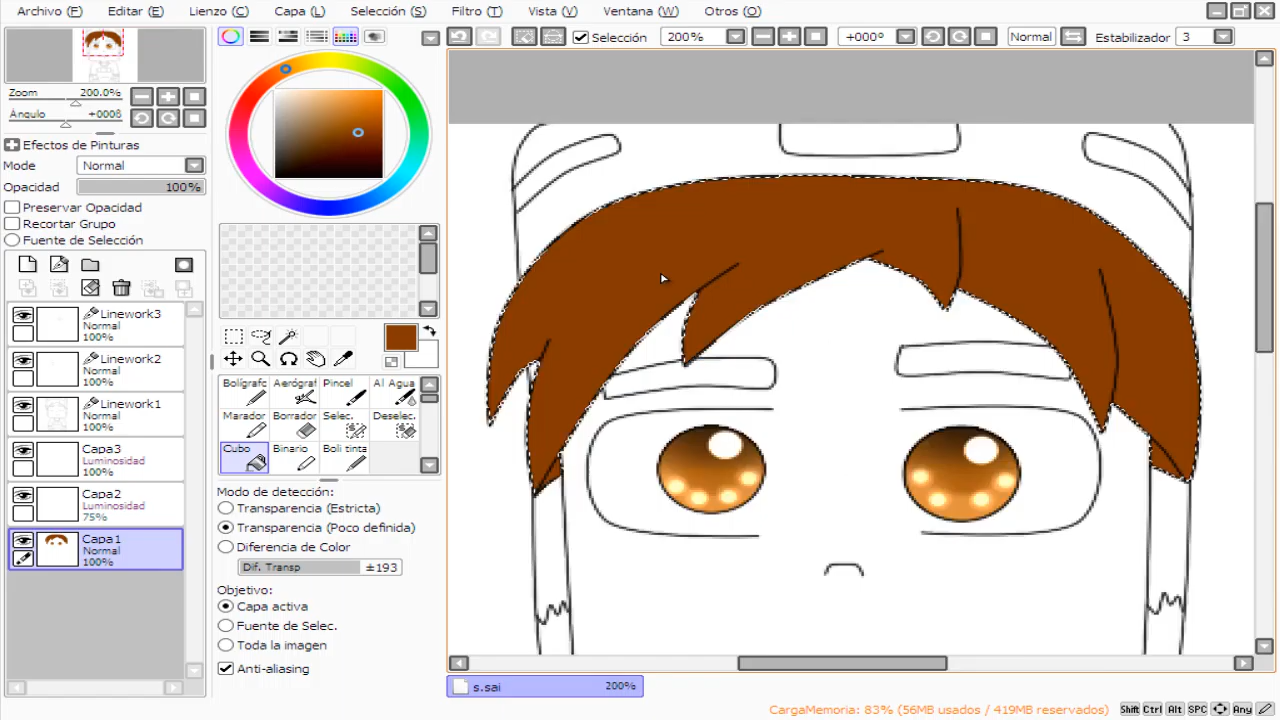 Archivo (F) Editar (E) Lienzo (C) Capa (L) Selección (S) Filtro (T) Vista (V) Ventana (W) Otros (O)
Selección 200% +000° Normal Estabilizador 3
Zoom 200.0%
Ángulo +000δ
Efectos de Pinturas
Mode Normal
Opacidad 100%
Preservar Opacidad
Recortar Grupo
Fuente de Selección
Linework3
Normal
100%
Linework2
Normal
100%
Linework1
Normal
100%
Capa3
Luminosidad
100%
Capa2
Luminosidad
75%
Capa1
Normal
100%
Bolígrafo Aerógraf Pincel Al Agua
Marador Borrador Selec. Deselec.
Cubo Binario Boli tinta
Modo de detección:
Transparencia (Estricta)
Transparencia (Poco definida)
Diferencia de Color
Dif. Transp ±193
Objetivo:
Capa activa
Fuente de Selec.
Toda la imagen
Anti-aliasing
s.sai 200%
CargaMemoria: 83% (56MB usados / 419MB reservados) Shift Ctrl Alt SPC Any